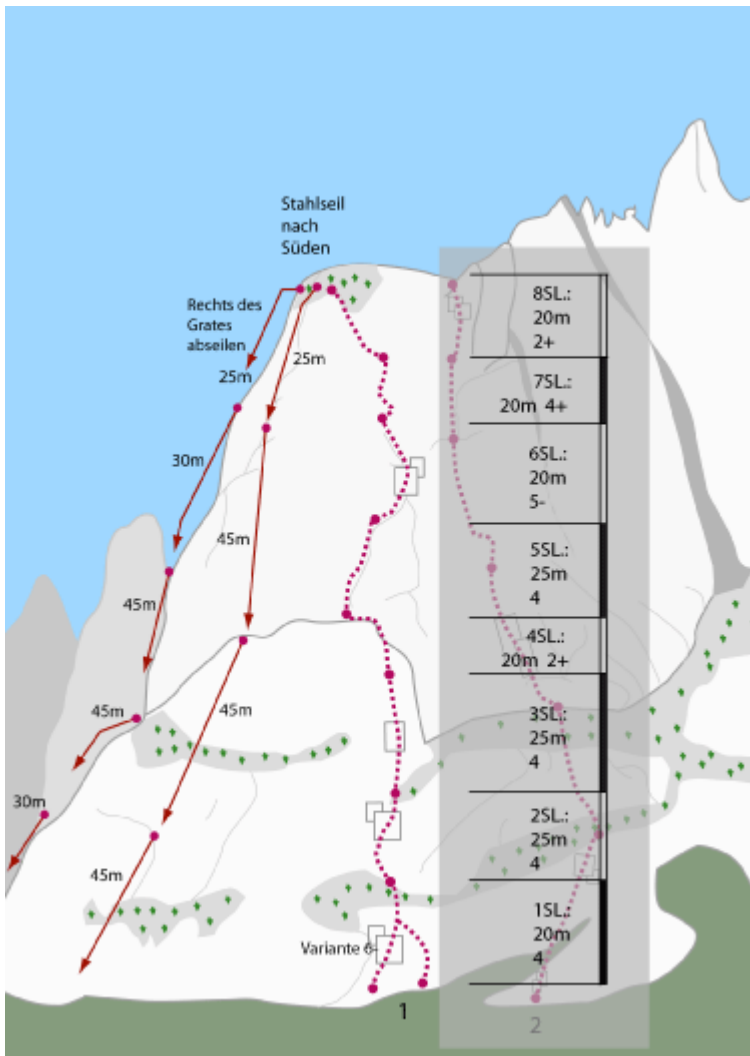 Stahlseil
nach
Süden
Rechts des
Grates
abseilen
25m
25m
30m
45m
45m
45m
45m
30m
45m
Variante 6-
8SL.:
20m
2+
7SL.:
20m 4+
6SL.:
20m
5-
5SL.:
25m
4
4SL.:
20m 2+
3SL.:
25m
4
2SL.:
25m
4
1SL.:
20m
4
1
2